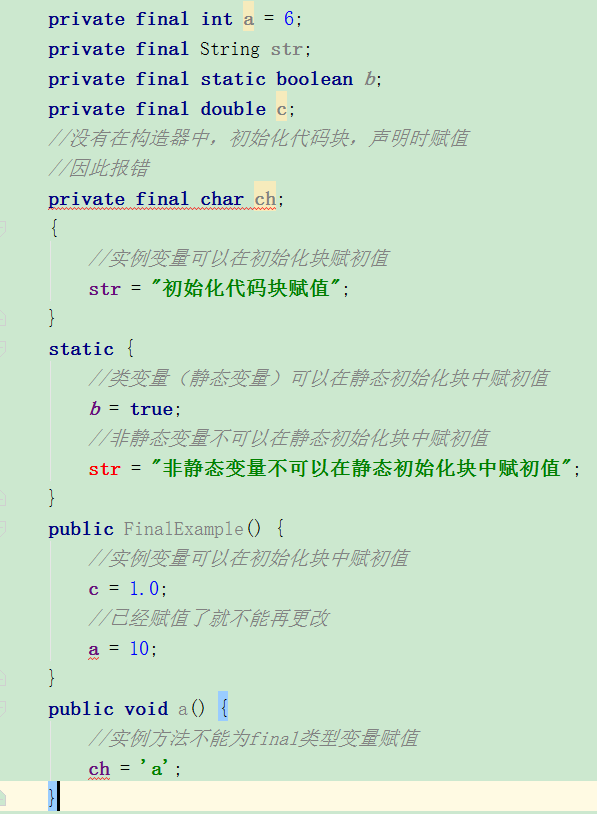 private final int a = 6;
private final String str;
private final static boolean b;
private final double c;
//没有在构造器中，初始化代码块，声明时赋值
//因此报错
private final char ch;
{
//实例变量可以在初始化块赋初值
str = "初始化代码块赋值";
}
static {
//类变量（静态变量）可以在静态初始化块中赋初值
b = true;
//非静态变量不可以在静态初始化块中赋初值
str = "非静态变量不可以在静态初始化块中赋初值";
}
public FinalExample() {
//实例变量可以在初始化块中赋初值
c = 1.0;
//已经赋值了就不能再更改
a = 10;
}
public void a() {
//实例方法不能为final类型变量赋值
ch = 'a';
}